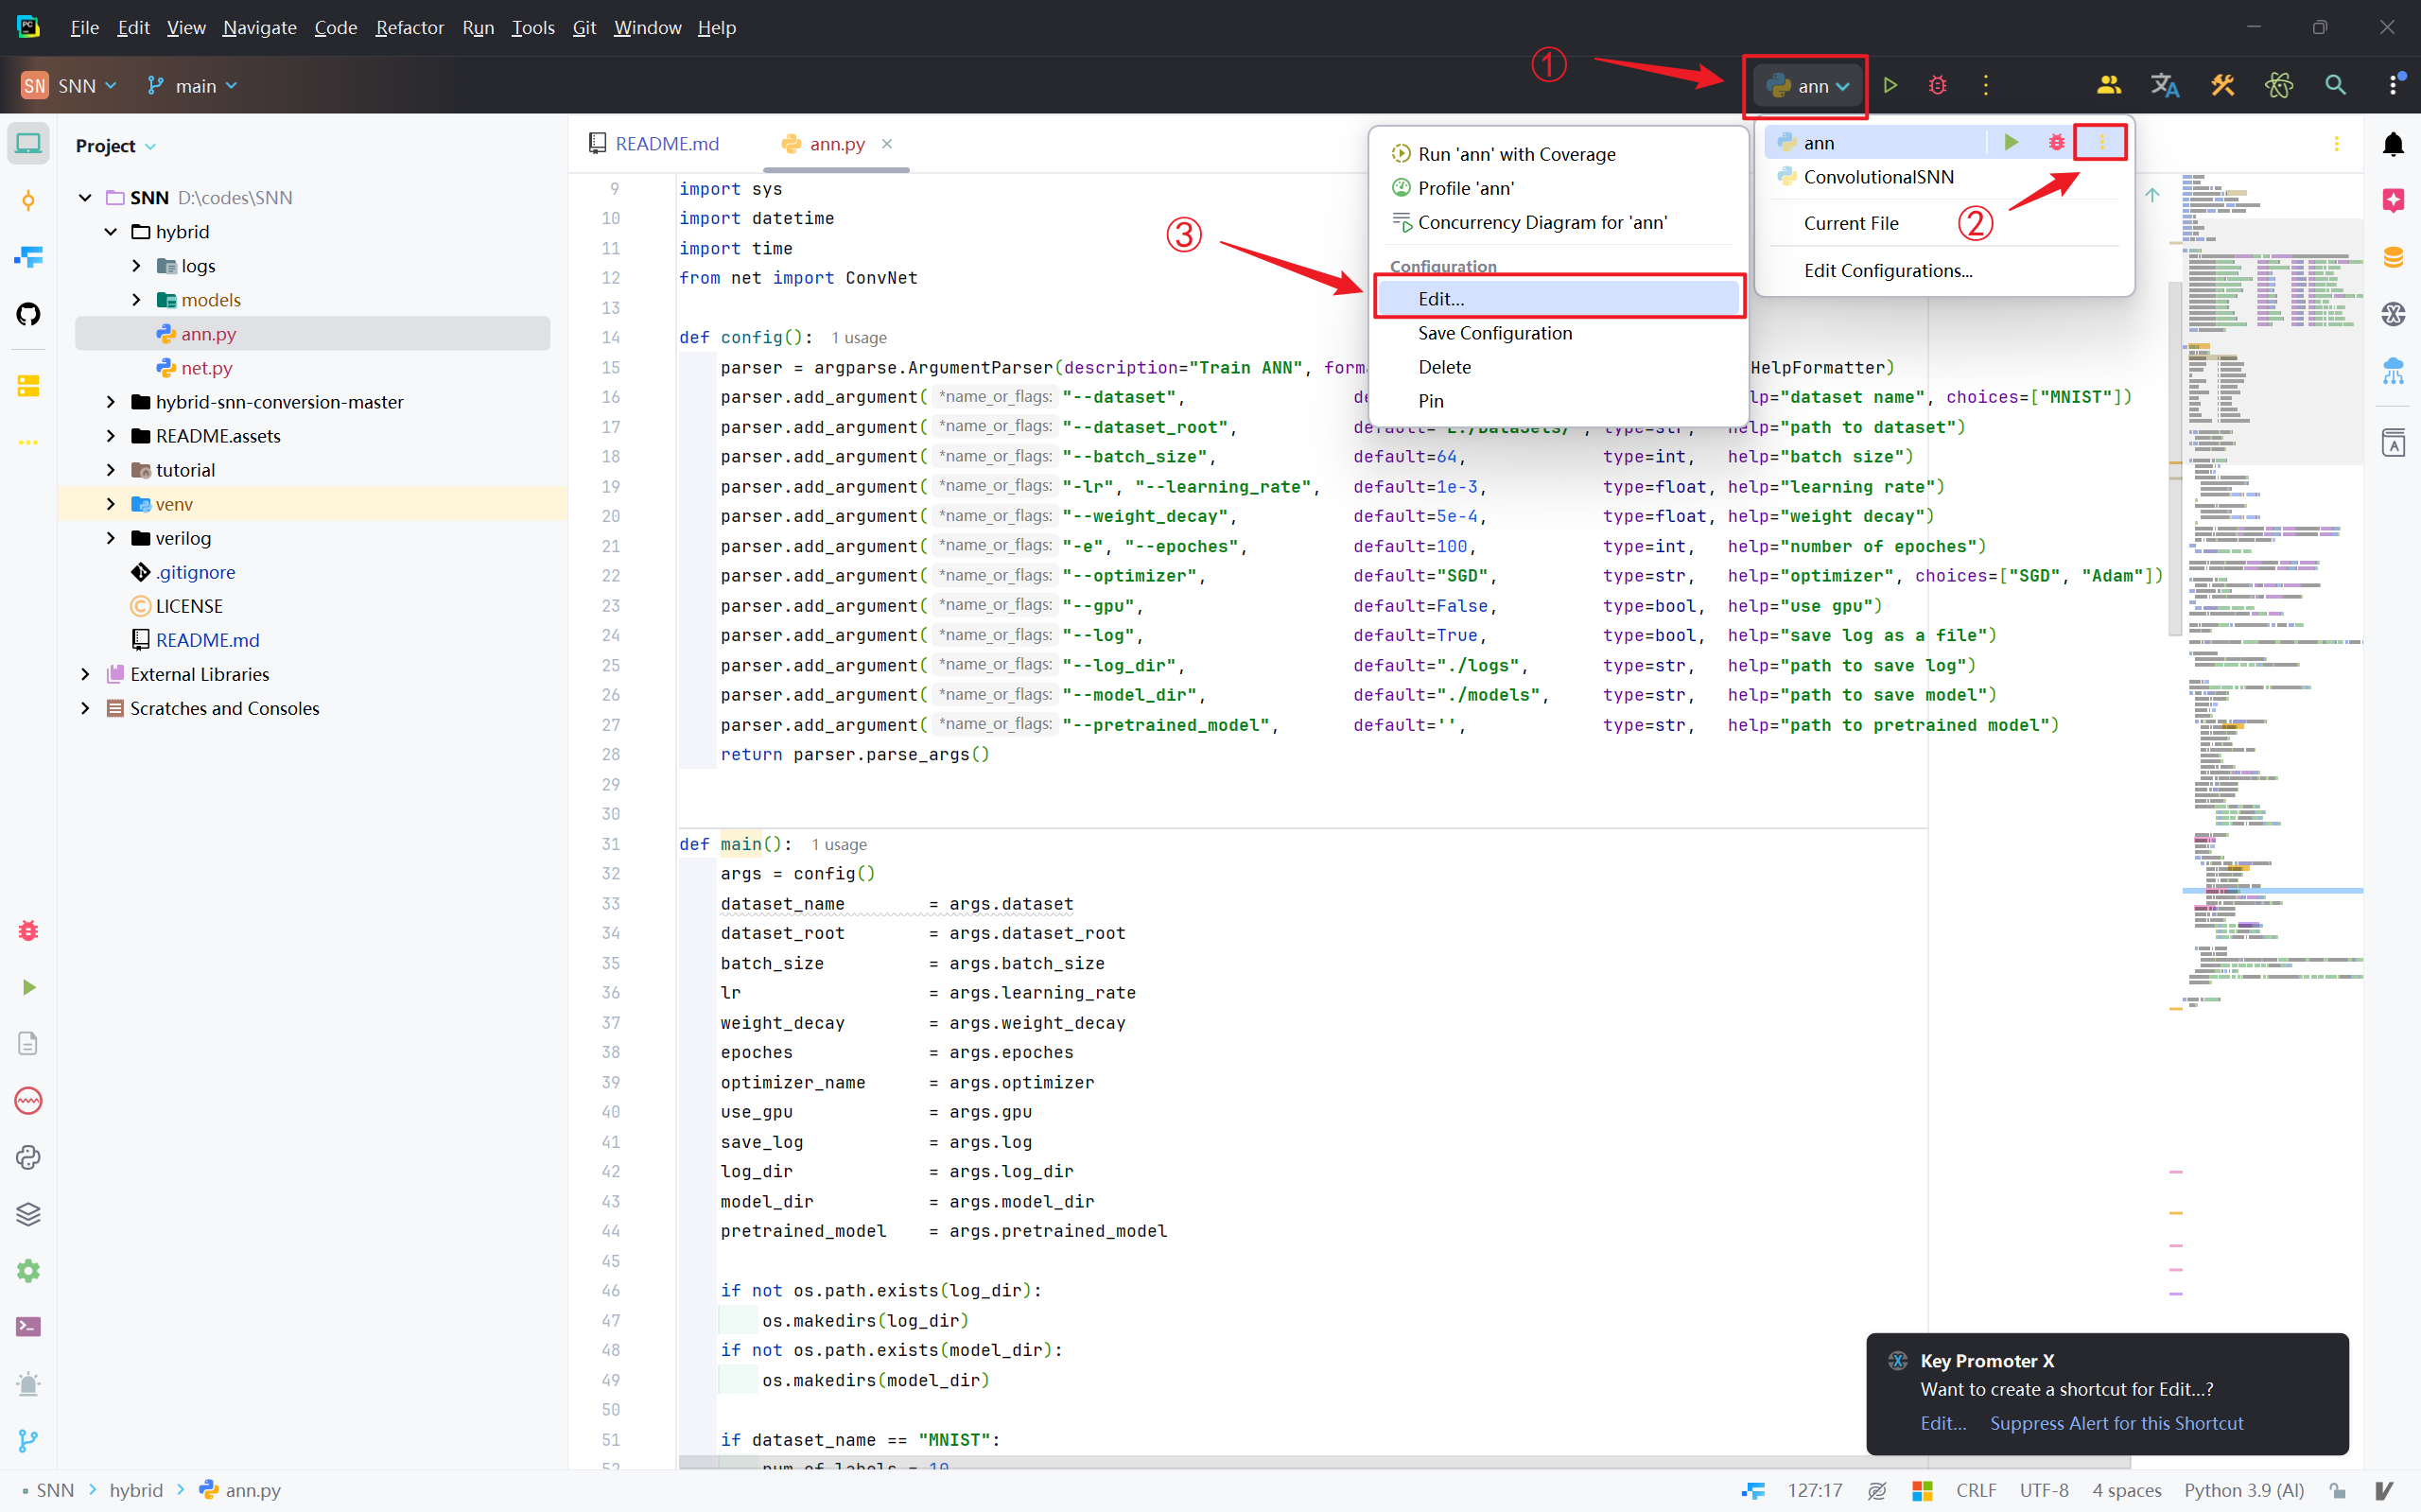 File Edit View Navigate Code Refactor Run Tools Git Window Help
SN SNN main
① ann
Project
SNN D:\codes\SNN
hybrid
logs
models
ann.py
net.py
hybrid-snn-conversion-master
README.assets
tutorial
venv
verilog
.gitignore
LICENSE
README.md
External Libraries
Scratches and Consoles
README.md ann.py
9 import sys
10 import datetime
11 import time
12 from net import ConvNet
13
14 def config(): 1 usage
15 parser = argparse.ArgumentParser(description="Train ANN", HelpFormatter)
16 parser.add_argument( *name_or_flags: "--dataset", "dataset name", choices=["MNIST"])
17 parser.add_argument( *name_or_flags: "--dataset_root", "path to dataset")
18 parser.add_argument( *name_or_flags: "--batch_size", default=64, type=int, help="batch size")
19 parser.add_argument( *name_or_flags: "-lr", "--learning_rate", default=1e-3, type=float, help="learning rate")
20 parser.add_argument( *name_or_flags: "--weight_decay", default=5e-4, type=float, help="weight decay")
21 parser.add_argument( *name_or_flags: "-e", "--epoches", default=100, type=int, help="number of epoches")
22 parser.add_argument( *name_or_flags: "--optimizer", default="SGD", type=str, help="optimizer", choices=["SGD", "Adam"])
23 parser.add_argument( *name_or_flags: "--gpu", default=False, type=bool, help="use gpu")
24 parser.add_argument( *name_or_flags: "--log", default=True, type=bool, help="save log as a file")
25 parser.add_argument( *name_or_flags: "--log_dir", default="./logs", type=str, help="path to save log")
26 parser.add_argument( *name_or_flags: "--model_dir", default="./models", type=str, help="path to save model")
27 parser.add_argument( *name_or_flags: "--pretrained_model", default='', type=str, help="path to pretrained model")
28 return parser.parse_args()
29
30
31 def main(): 1 usage
32 args = config()
33 dataset_name = args.dataset
34 dataset_root = args.dataset_root
35 batch_size = args.batch_size
36 lr = args.learning_rate
37 weight_decay = args.weight_decay
38 epoches = args.epoches
39 optimizer_name = args.optimizer
40 use_gpu = args.gpu
41 save_log = args.log
42 log_dir = args.log_dir
43 model_dir = args.model_dir
44 pretrained_model = args.pretrained_model
45
46 if not os.path.exists(log_dir):
47 os.makedirs(log_dir)
48 if not os.path.exists(model_dir):
49 os.makedirs(model_dir)
50
51 if dataset_name == "MNIST":
52 num_of_labels = 10
Run 'ann' with Coverage
Profile 'ann'
Concurrency Diagram for 'ann'
Configuration
③ Edit...
Save Configuration
Delete
Pin
ann
ConvolutionalSNN
② Current File
Edit Configurations...
Key Promoter X
Want to create a shortcut for Edit...?
Edit... Suppress Alert for this Shortcut
SNN hybrid ann.py 127:17 CRLF UTF-8 4 spaces Python 3.9 (AI)